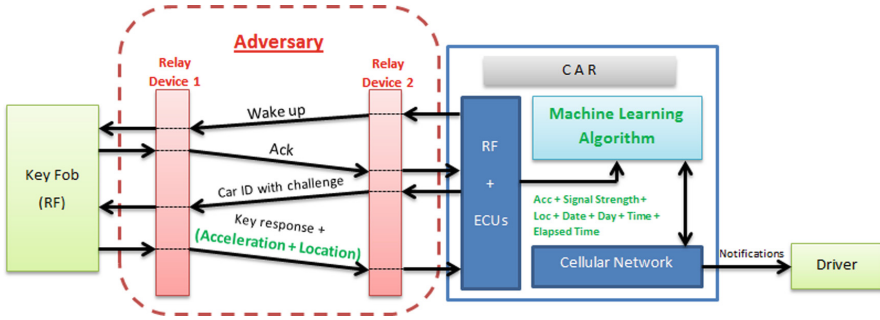 Adversary
Relay
Device 1
Relay
Device 2
CAR
Key Fob
(RF)
Wake up
Ack
Car ID with challenge
Key response +
(Acceleration + Location)
RF
+
ECUs
Machine Learning
Algorithm
Acc + Signal Strength +
Loc + Date + Day + Time +
Elapsed Time
Cellular Network
Notifications
Driver